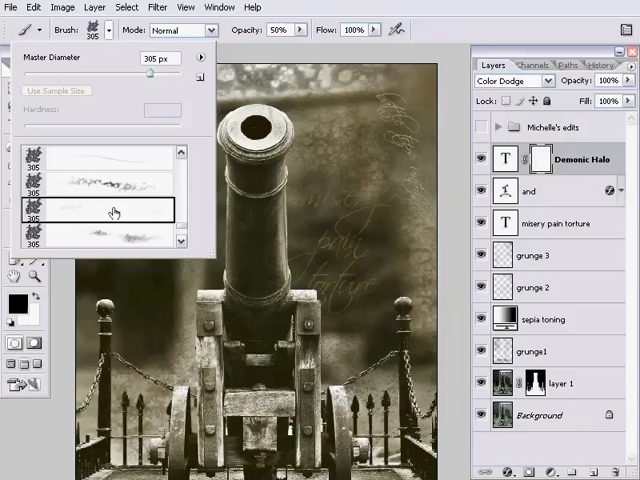 File Edit Image Layer Select Filter View Window Help
Brush: 305 Mode: Normal Opacity: 50% Flow: 100%
Master Diameter 305 px
Use Sample Size
Hardness:
305
305
305
305
Layers Channels Paths History
Color Dodge Opacity: 100%
Lock: Fill: 100%
Michelle's edits
T Demonic Halo
and
T misery pain torture
grunge 3
grunge 2
sepia toning
grunge1
layer 1
Background
misery
pain
torture